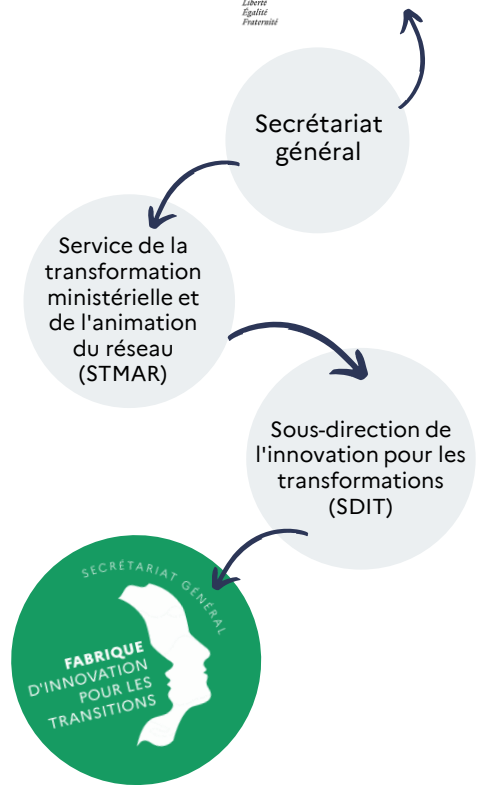 Liberté
Égalité
Fraternité
Secrétariat
général
Service de la
transformation
ministérielle et
de l'animation
du réseau
(STMAR)
Sous-direction de
l'innovation pour les
transformations
(SDIT)
SECRÉTARIAT GÉNÉRAL
FABRIQUE
D'INNOVATION
POUR LES
TRANSITIONS